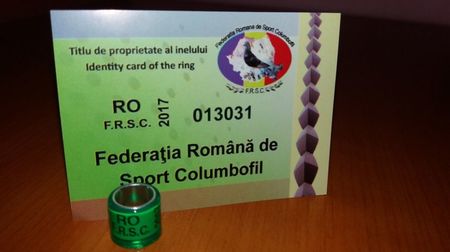 Federaţia Romana de Sport Columbofil
F.R.S.C.
Titlu de proprietate al inelului
Identity card of the ring
RO
F.R.S.C.
2017
013031
Federaţia Română de
Sport Columbofil
RO
F.R.S.C.